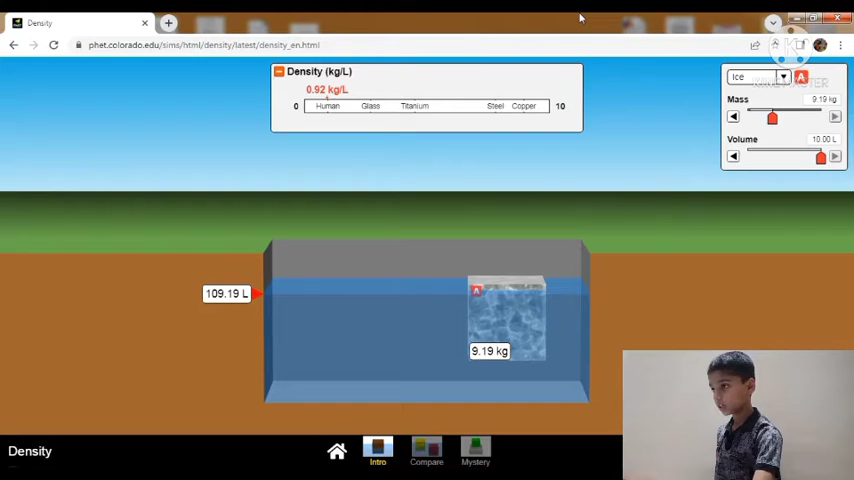 Density
phet.colorado.edu/sims/html/density/latest/density_en.html
Density (kg/L)
0.92 kg/L
0 Human Glass Titanium Steel Copper 10
Ice A
KINEMASTER
Mass 9.19 kg
Volume 10.00 L
109.19 L
A
9.19 kg
Density
Intro
Compare
Mystery